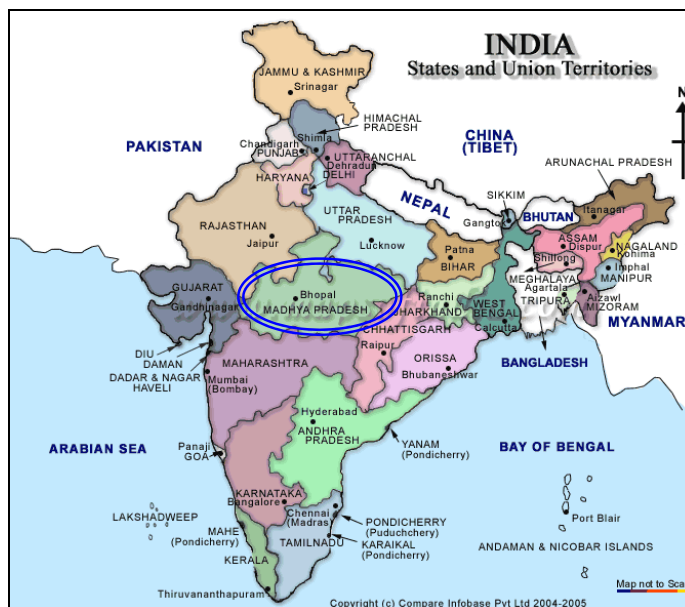 INDIA
States and Union Territories
N
JAMMU & KASHMIR
Srinagar
HIMACHAL
PRADESH
Shimla
Chandigarh
PUNJAB
UTTARANCHAL
Dehradun
HARYANA
DELHI
PAKISTAN
CHINA
(TIBET)
ARUNACHAL PRADESH
SIKKIM
NEPAL
BHUTAN
Itanagar
Gangtok
RAJASTHAN
Jaipur
UTTAR
PRADESH
Lucknow
Patna
BIHAR
ASSAM
Dispur
NAGALAND
Kohima
Shillong
MEGHALAYA
Imphal
MANIPUR
Agartala
TRIPURA
Aizawl
MIZORAM
MYANMAR
GUJARAT
Gandhinagar
Bhopal
MADHYA PRADESH
Ranchi
JHARKHAND
WEST
BENGAL
Calcutta
CHHATTISGARH
Raipur
BANGLADESH
DIU
DAMAN
DADAR & NAGAR
HAVELI
MAHARASHTRA
Mumbai
(Bombay)
ORISSA
Bhubaneshwar
Hyderabad
ANDHRA
PRADESH
YANAM
(Pondicherry)
ARABIAN SEA
BAY OF BENGAL
Panaji
GOA
KARNATAKA
Bangalore
Chennai
(Madras)
PONDICHERRY
(Puduchchery)
LAKSHADWEEP
MAHE
(Pondicherry)
TAMILNADU
KARAIKAL
(Pondicherry)
KERALA
Thiruvananthapuram
Port Blair
ANDAMAN & NICOBAR ISLANDS
Map not to Sca
Copyright (c) Compare Infobase Pvt Ltd 2004-2005